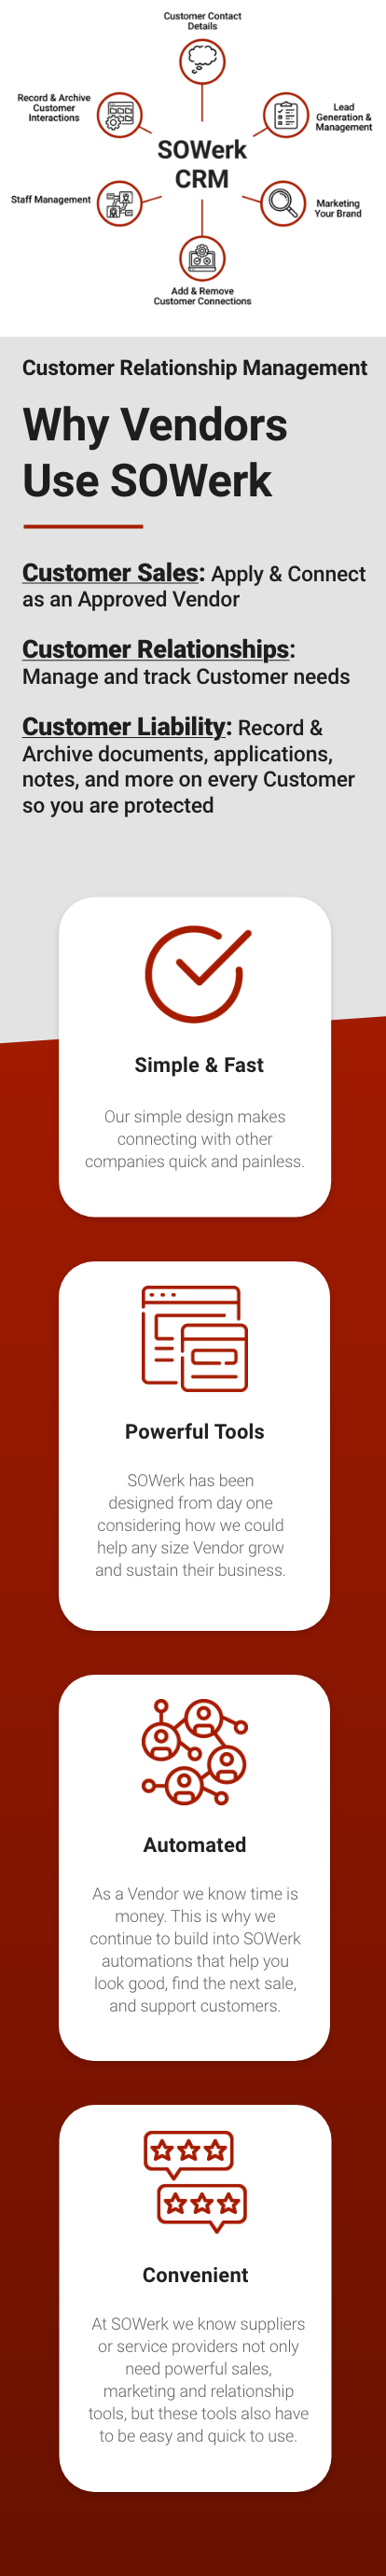 Customer Contact
Details
Record & Archive
Customer
Interactions
Lead
Generation &
Management
SOWerk
CRM
Staff Management
Marketing
Your Brand
Add & Remove
Customer Connections
Customer Relationship Management
Why Vendors
Use SOWerk
Customer Sales: Apply & Connect
as an Approved Vendor
Customer Relationships:
Manage and track Customer needs
Customer Liability: Record &
Archive documents, applications,
notes, and more on every Customer
so you are protected
Simple & Fast
Our simple design makes
connecting with other
companies quick and painless.
Powerful Tools
SOWerk has been
designed from day one
considering how we could
help any size Vendor grow
and sustain their business.
Automated
As a Vendor we know time is
money. This is why we
continue to build into SOWerk
automations that help you
look good, find the next sale,
and support customers.
Convenient
At SOWerk we know suppliers
or service providers not only
need powerful sales,
marketing and relationship
tools, but these tools also have
to be easy and quick to use.